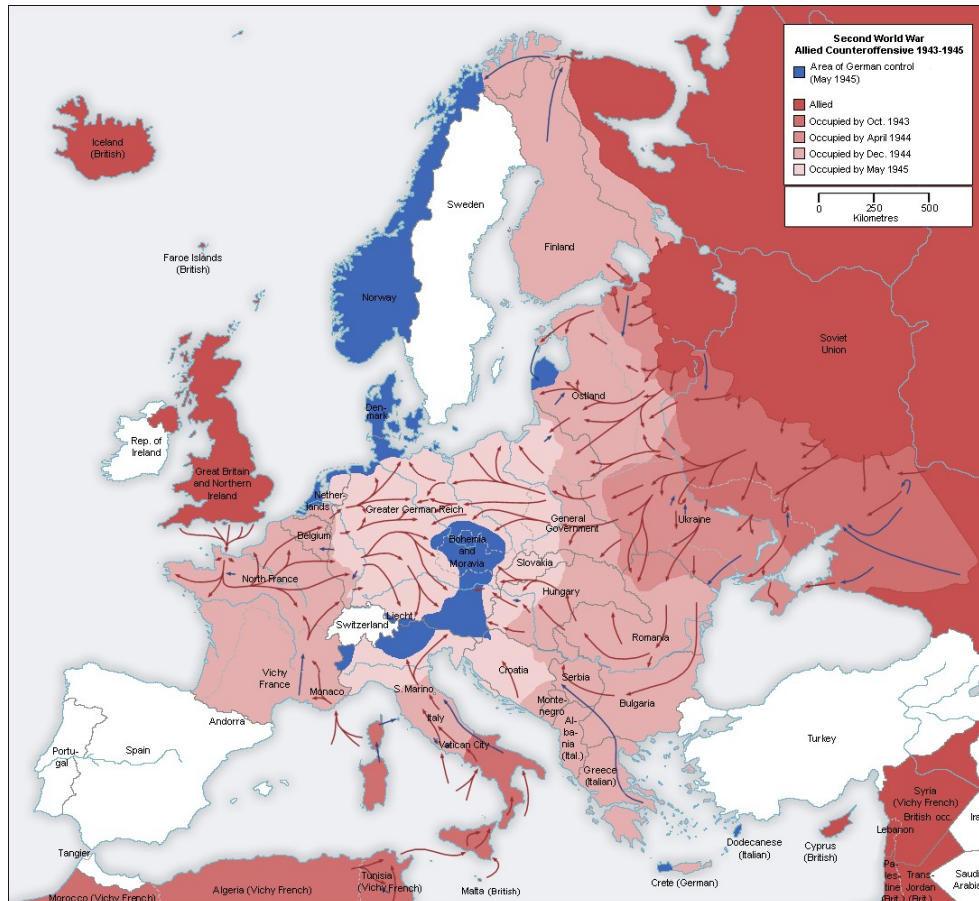 Second World War
Allied Counteroffensive 1943-1945
Area of German control
(May 1945)
Allied
Occupied by Oct. 1943
Occupied by April 1944
Occupied by Dec. 1944
Occupied by May 1945
0 250 500
Kilometres
Iceland
(British)
Sweden
Faroe Islands
(British)
Finland
Norway
Soviet
Union
Den-
mark
Ostland
Rep. of
Ireland
Great Britain
and Northern
Ireland
Nether-
lands
Greater German Reich
General
Government
Ukraine
Belgium
Bohemia
and
Moravia
Slovakia
North France
Hungary
Liecht.
Switzerland
Romania
Vichy
France
Croatia
Serbia
Monaco
S. Marino
Bulgaria
Monte-
negro
Andorra
Italy
Al-
ba-
nia
(Ital.)
Portu-
gal
Spain
Vatican City
Turkey
Greece
(Italian)
Syria
(Vichy French)
British occ.
Ira
Lebanon
Dodecanese
(Italian)
Cyprus
(British)
Tangier
Crete (German)
Malta (British)
Morocco (Vichy French)
Algeria (Vichy French)
Tunisia
(Vichy French)
Pa-
les-
tine
(Brit.)
Trans-
Jordan
(Brit.)
Saudi
Arabia